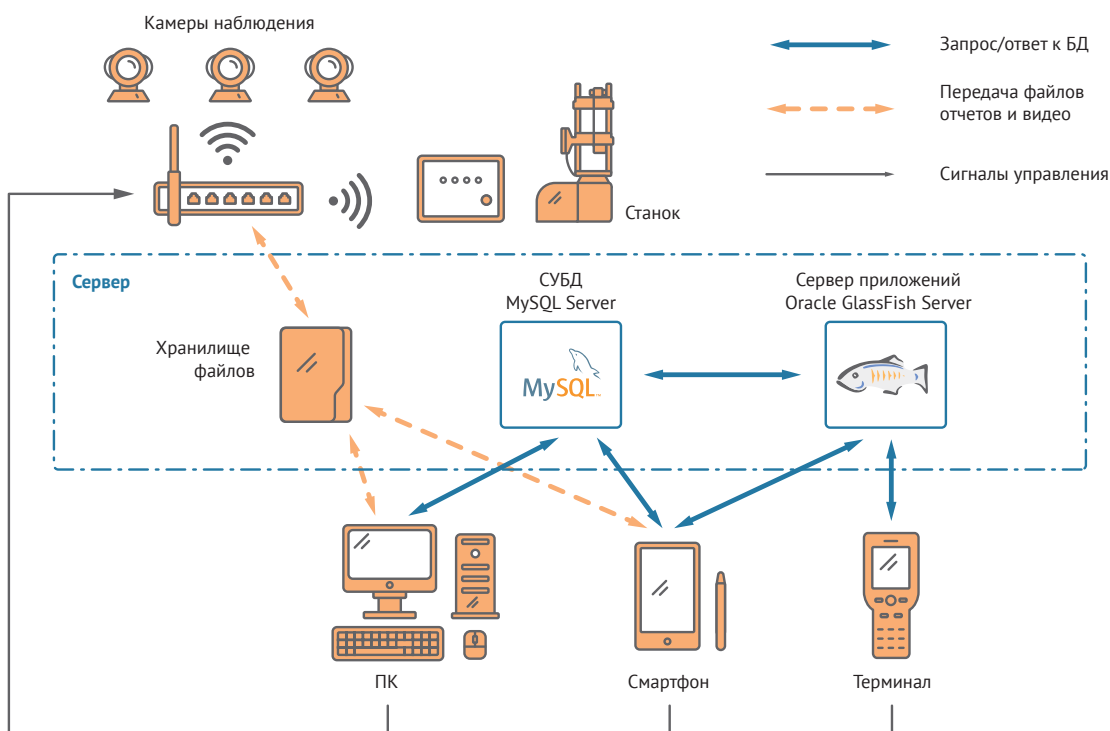 Камеры наблюдения
Запрос/ответ к БД
Передача файлов
отчетов и видео
Сигналы управления
Станок
Сервер
СУБД
MySQL Server
Сервер приложений
Oracle GlassFish Server
Хранилище
файлов
MySQL
ПК
Смартфон
Терминал